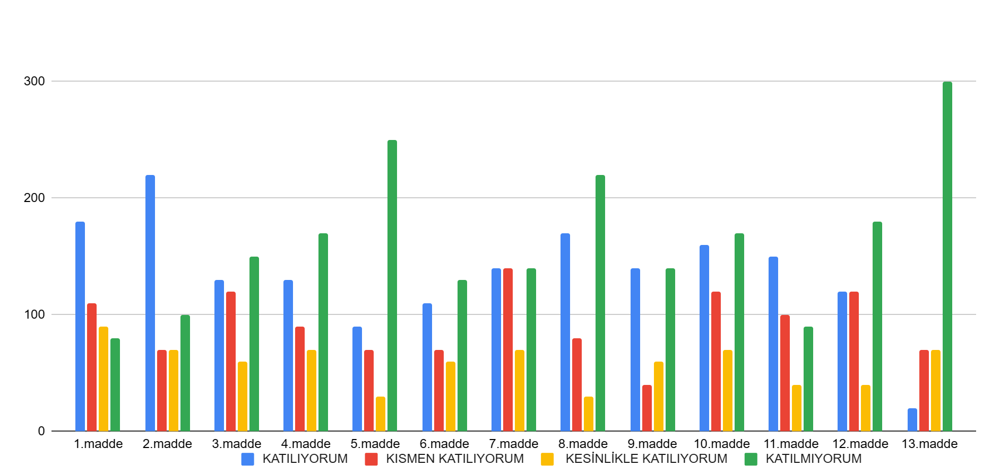 300
200
100
0
1.madde 2.madde 3.madde 4.madde 5.madde 6.madde 7.madde 8.madde 9.madde 10.madde 11.madde 12.madde 13.madde
KATILIYORUM KISMEN KATILIYORUM KESİNLİKLE KATILIYORUM KATILMIYORUM